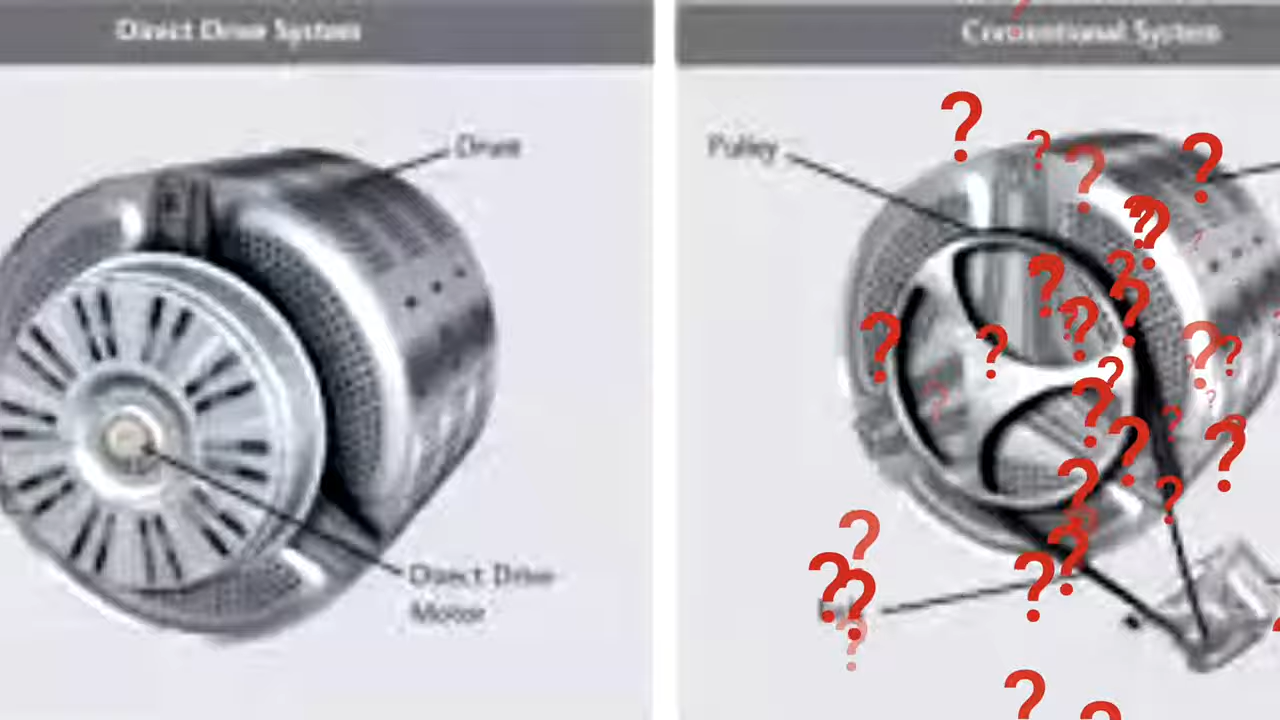 Direct Drive System
Conventional System
Drum
Pulley
Direct Drive
Motor